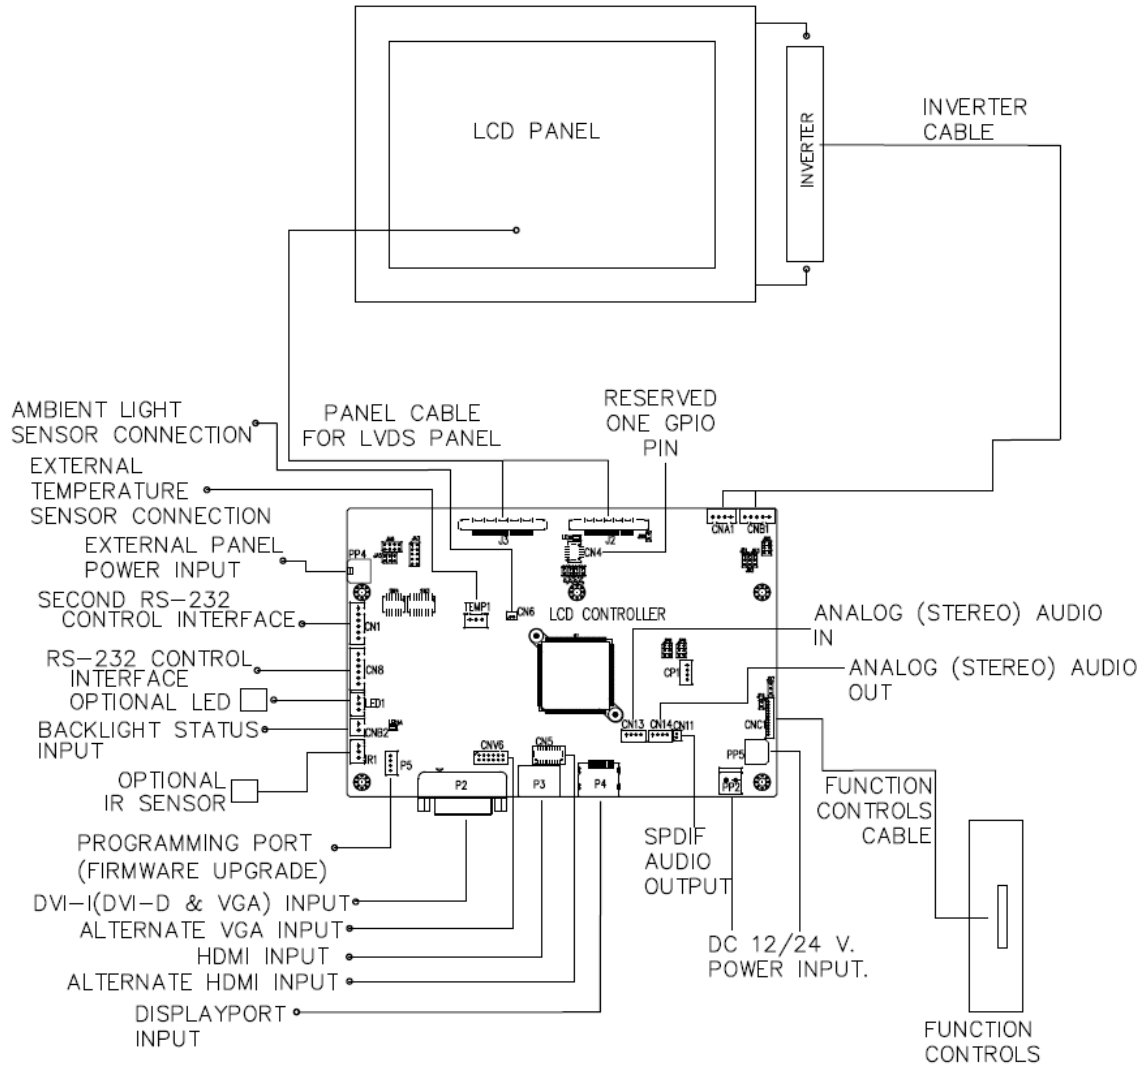 LCD PANEL
INVERTER
INVERTER
CABLE
AMBIENT LIGHT
SENSOR CONNECTION
PANEL CABLE
FOR LVDS PANEL
RESERVED
ONE GPIO
PIN
EXTERNAL
TEMPERATURE
SENSOR CONNECTION
EXTERNAL PANEL
POWER INPUT
SECOND RS-232
CONTROL INTERFACE
RS-232 CONTROL
INTERFACE
OPTIONAL LED
BACKLIGHT STATUS
INPUT
OPTIONAL
IR SENSOR
PROGRAMMING PORT
(FIRMWARE UPGRADE)
DVI-I(DVI-D & VGA) INPUT
ALTERNATE VGA INPUT
HDMI INPUT
ALTERNATE HDMI INPUT
DISPLAYPORT
INPUT
J3
J2
CNA1
CNB1
PP4
CN4
TEMP1
CN6
LCD CONTROLLER
CN1
CN8
LED1
CNB2
IR1
P5
CP1
CNC1
CN13
CN14
CN11
CNV6
CN5
PP5
PP2
P2
P3
P4
ANALOG (STEREO) AUDIO
IN
ANALOG (STEREO) AUDIO
OUT
FUNCTION
CONTROLS
CABLE
SPDIF
AUDIO
OUTPUT
DC 12/24 V.
POWER INPUT.
FUNCTION
CONTROLS